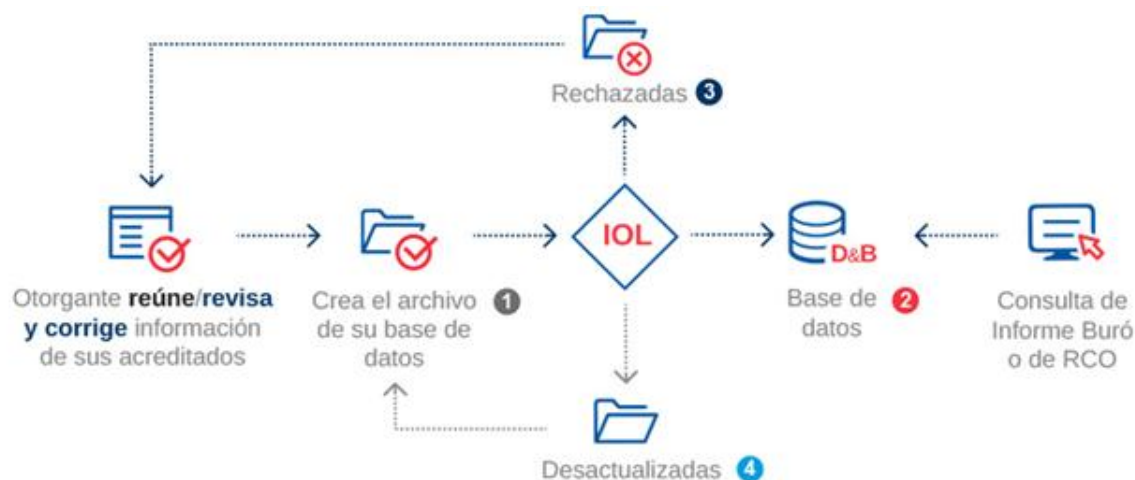 Rechazadas 3
IOL
D&B
Otorgante reúne/revisa
y corrige información
de sus acreditados
Crea el archivo 1
de su base de
datos
Base de 2
datos
Consulta de
Informe Buró
o de RCO
Desactualizadas 4